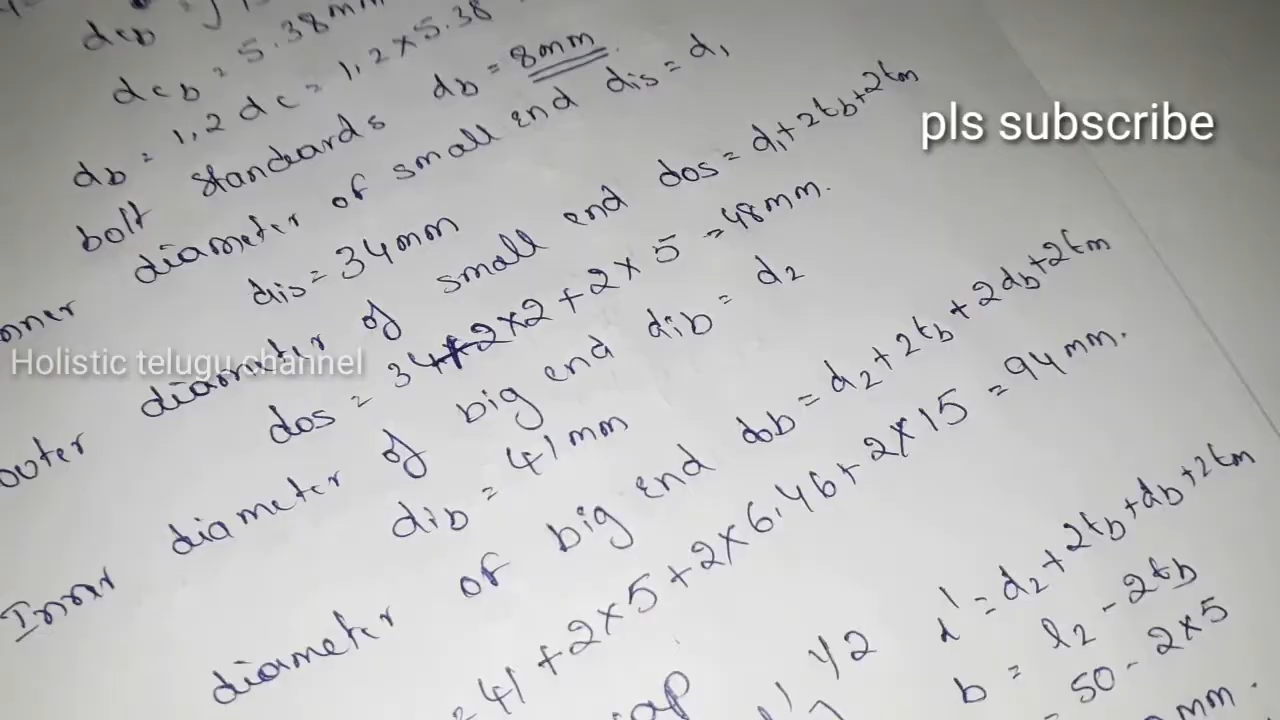 dcb
dcb = 5.38mm
db = 1.2 dc = 1.2 × 5.38
bolt standards db = 8mm
diameter of small end dis = d1
dis = 34mm
outer diameter of small end dos = d1 + 2tb + 2tm
dos = 34 + 2×2 + 2×5 = 48mm.
Inner diameter of big end dib = d2
dib = 41mm
diameter of big end dob = d2 + 2tb + 2db + 2tm
= 41 + 2×5 + 2×6.46 + 2×15 = 94mm.
d' = d2 + 2tb + db + 2tm
b = l2 - 2tb
= 50 - 2×5
mm.
pls subscribe
Holistic telugu channel